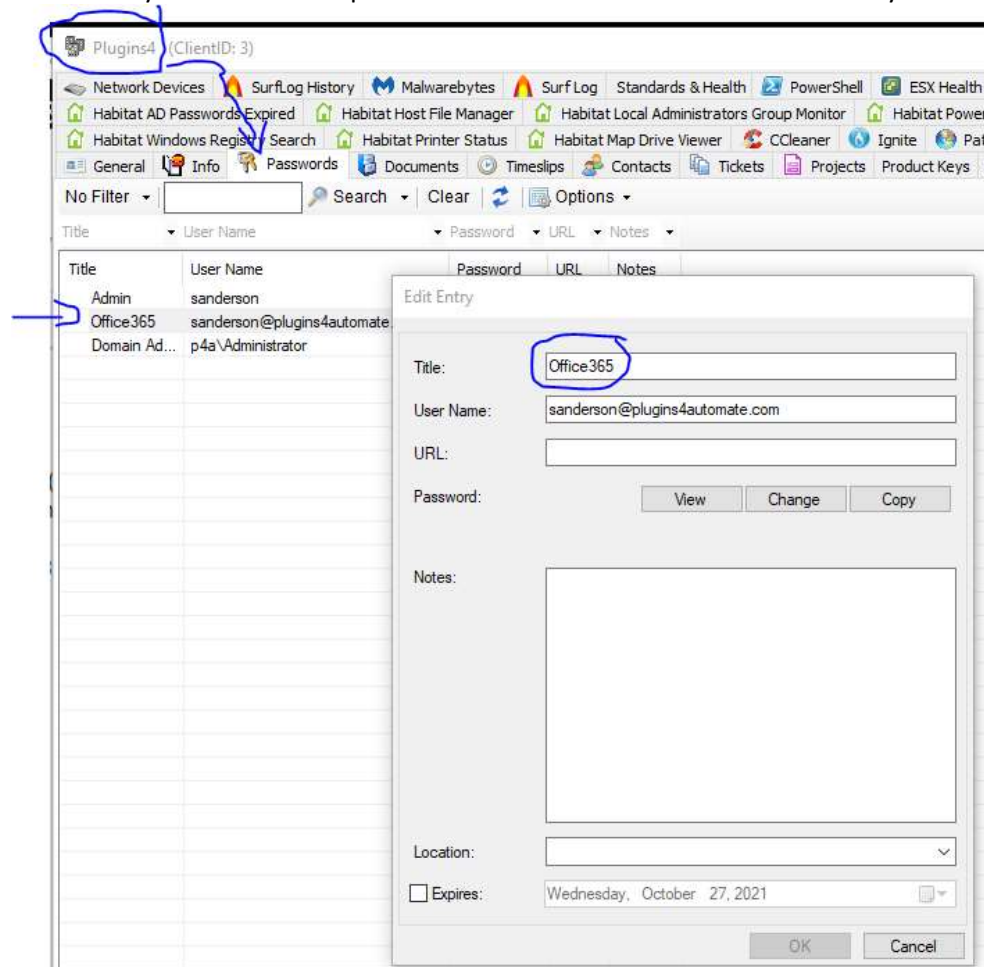 Plugins4 (ClientID: 3)
Network Devices SurfLog History Malwarebytes Surf Log Standards & Health PowerShell ESX Health
Habitat AD Passwords Expired Habitat Host File Manager Habitat Local Administrators Group Monitor Habitat Power
Habitat Windows Registry Search Habitat Printer Status Habitat Map Drive Viewer CCleaner Ignite Pat
General Info Passwords Documents Timeslips Contacts Tickets Projects Product Keys
No Filter Search Clear Options
Title User Name Password URL Notes
Title User Name Password URL Notes
Admin sanderson
Office365 sanderson@plugins4automate.
Domain Ad... p4a\Administrator
Edit Entry
Title: Office365
User Name: sanderson@plugins4automate.com
URL:
Password: View Change Copy
Notes:
Location:
Expires: Wednesday, October 27, 2021
OK Cancel